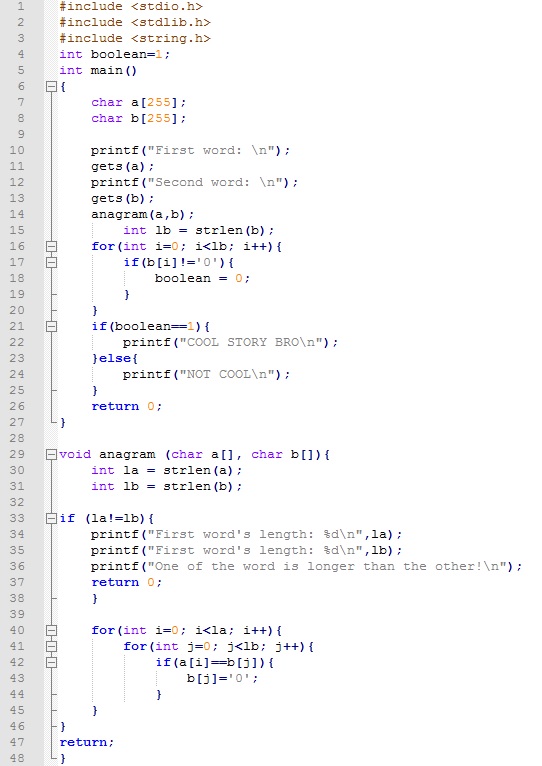 1 #include <stdio.h>
2 #include <stdlib.h>
3 #include <string.h>
4 int boolean=1;
5 int main()
6 {
7     char a[255];
8     char b[255];
9
10     printf("First word: \n");
11     gets(a);
12     printf("Second word: \n");
13     gets(b);
14     anagram(a,b);
15         int lb = strlen(b);
16     for(int i=0; i<lb; i++){
17         if(b[i]!='0'){
18             boolean = 0;
19         }
20     }
21     if(boolean==1){
22         printf("COOL STORY BRO\n");
23     }else{
24         printf("NOT COOL\n");
25     }
26     return 0;
27 }
28
29 void anagram (char a[], char b[]){
30     int la = strlen(a);
31     int lb = strlen(b);
32
33 if (la!=lb){
34     printf("First word's length: %d\n",la);
35     printf("First word's length: %d\n",lb);
36     printf("One of the word is longer than the other!\n");
37     return 0;
38     }
39
40     for(int i=0; i<la; i++){
41         for(int j=0; j<lb; j++){
42             if(a[i]==b[j]){
43                 b[j]='0';
44             }
45     }
46 }
47 return;
48 }